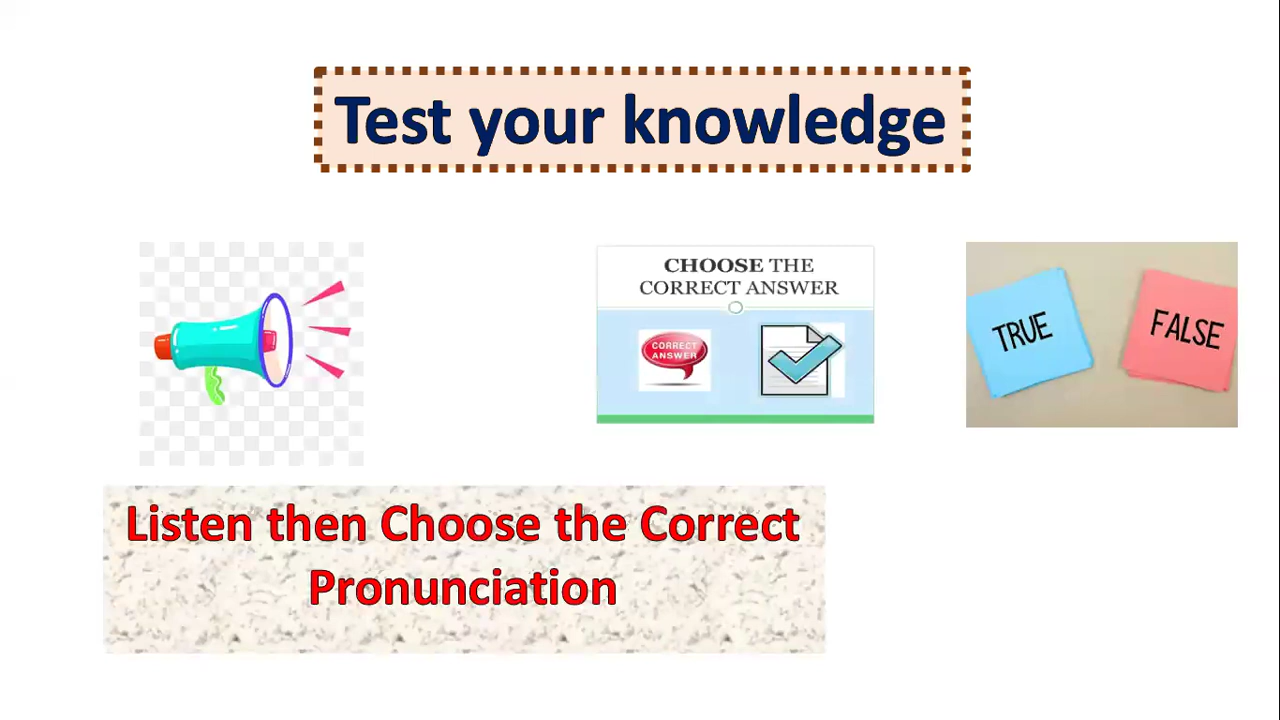 Test your knowledge
CHOOSE THE
CORRECT ANSWER
CORRECT
ANSWER
TRUE
FALSE
Listen then Choose the Correct
Pronunciation